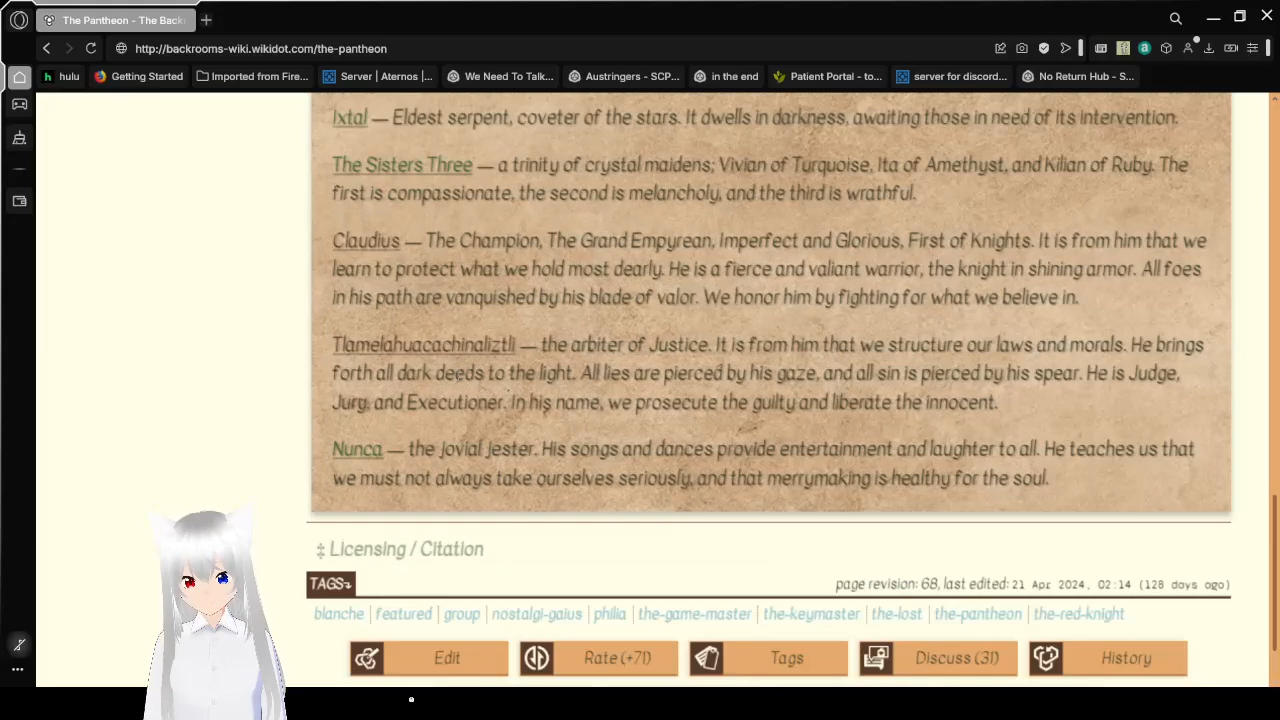 The Pantheon - The Back
http://backrooms-wiki.wikidot.com/the-pantheon
hulu
Getting Started
Imported from Fire...
Server | Aternos |...
We Need To Talk...
Austringers - SCP...
in the end
Patient Portal - to...
server for discord...
No Return Hub - S...
Ixtal — Eldest serpent, coveter of the stars. It dwells in darkness, awaiting those in need of its intervention.
The Sisters Three — a trinity of crystal maidens; Vivian of Turquoise, Ita of Amethyst, and Kilian of Ruby. The
first is compassionate, the second is melancholy, and the third is wrathful.
Claudius — The Champion, The Grand Empyrean, Imperfect and Glorious, First of Knights. It is from him that we
learn to protect what we hold most dearly. He is a fierce and valiant warrior, the knight in shining armor. All foes
in his path are vanquished by his blade of valor. We honor him by fighting for what we believe in.
Tlamelahuacachinaliztli — the arbiter of Justice. It is from him that we structure our laws and morals. He brings
forth all dark deeds to the light. All lies are pierced by his gaze, and all sin is pierced by his spear. He is Judge,
Jury, and Executioner. In his name, we prosecute the guilty and liberate the innocent.
Nunca — the Jovial Jester. His songs and dances provide entertainment and laughter to all. He teaches us that
we must not always take ourselves seriously, and that merrymaking is healthy for the soul.
‡ Licensing / Citation
TAGS
page revision: 68, last edited: 21 Apr 2024, 02:14 (128 days ago)
blanche | featured | group | nostalgi-gaius | philia | the-game-master | the-keymaster | the-lost | the-pantheon | the-red-knight
Edit
Rate (+71)
Tags
Discuss (31)
History